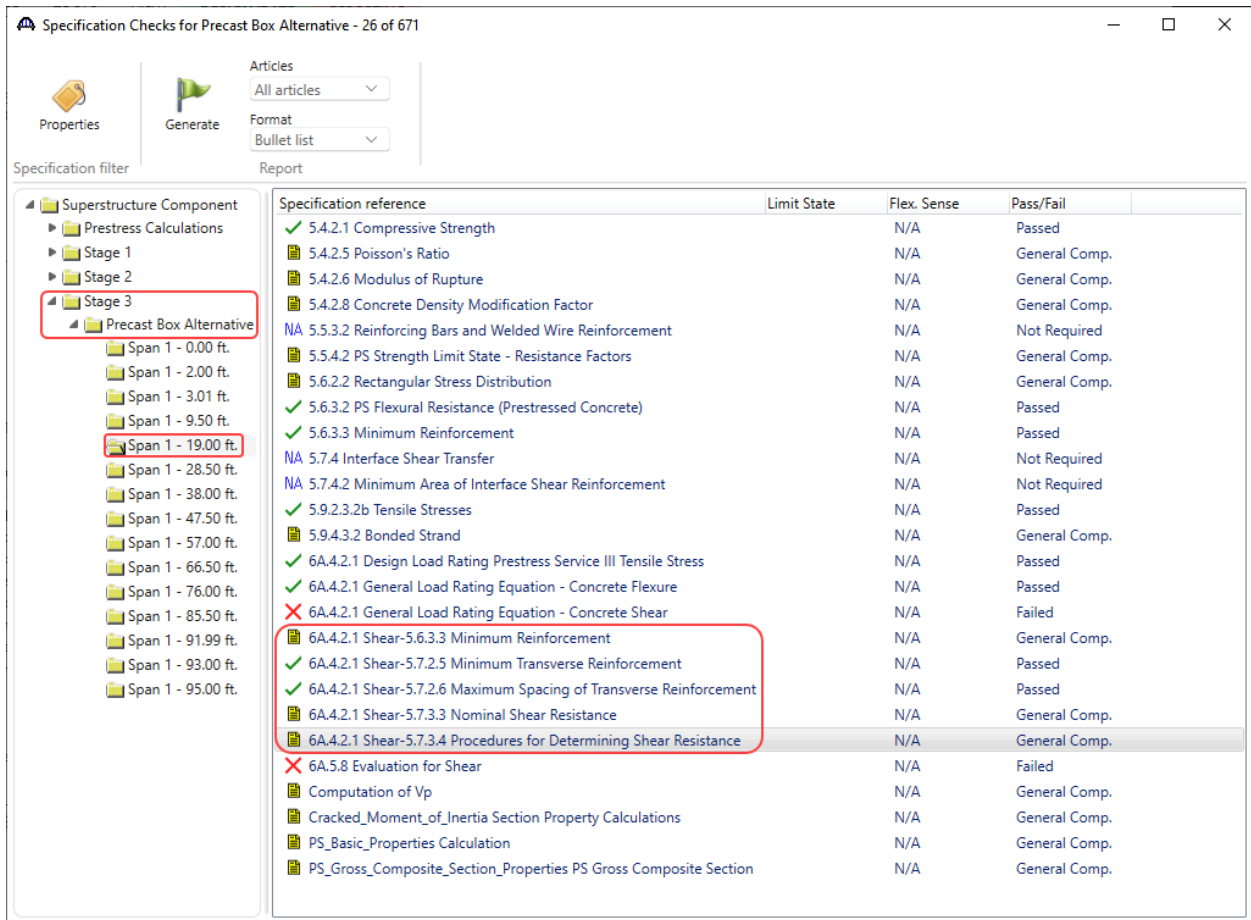 Specification Checks for Precast Box Alternative - 26 of 671
Articles
All articles
Properties
Generate
Format
Bullet list
Specification filter
Report
Superstructure Component
Prestress Calculations
Stage 1
Stage 2
Stage 3
Precast Box Alternative
Span 1 - 0.00 ft.
Span 1 - 2.00 ft.
Span 1 - 3.01 ft.
Span 1 - 9.50 ft.
Span 1 - 19.00 ft.
Span 1 - 28.50 ft.
Span 1 - 38.00 ft.
Span 1 - 47.50 ft.
Span 1 - 57.00 ft.
Span 1 - 66.50 ft.
Span 1 - 76.00 ft.
Span 1 - 85.50 ft.
Span 1 - 91.99 ft.
Span 1 - 93.00 ft.
Span 1 - 95.00 ft.
Specification reference Limit State Flex. Sense Pass/Fail
5.4.2.1 Compressive Strength N/A Passed
5.4.2.5 Poisson's Ratio N/A General Comp.
5.4.2.6 Modulus of Rupture N/A General Comp.
5.4.2.8 Concrete Density Modification Factor N/A General Comp.
NA 5.5.3.2 Reinforcing Bars and Welded Wire Reinforcement N/A Not Required
5.5.4.2 PS Strength Limit State - Resistance Factors N/A General Comp.
5.6.2.2 Rectangular Stress Distribution N/A General Comp.
5.6.3.2 PS Flexural Resistance (Prestressed Concrete) N/A Passed
5.6.3.3 Minimum Reinforcement N/A Passed
NA 5.7.4 Interface Shear Transfer N/A Not Required
NA 5.7.4.2 Minimum Area of Interface Shear Reinforcement N/A Not Required
5.9.2.3.2b Tensile Stresses N/A Passed
5.9.4.3.2 Bonded Strand N/A General Comp.
6A.4.2.1 Design Load Rating Prestress Service III Tensile Stress N/A Passed
6A.4.2.1 General Load Rating Equation - Concrete Flexure N/A Passed
6A.4.2.1 General Load Rating Equation - Concrete Shear N/A Failed
6A.4.2.1 Shear-5.6.3.3 Minimum Reinforcement N/A General Comp.
6A.4.2.1 Shear-5.7.2.5 Minimum Transverse Reinforcement N/A Passed
6A.4.2.1 Shear-5.7.2.6 Maximum Spacing of Transverse Reinforcement N/A Passed
6A.4.2.1 Shear-5.7.3.3 Nominal Shear Resistance N/A General Comp.
6A.4.2.1 Shear-5.7.3.4 Procedures for Determining Shear Resistance N/A General Comp.
6A.5.8 Evaluation for Shear N/A Failed
Computation of Vp N/A General Comp.
Cracked_Moment_of_Inertia Section Property Calculations N/A General Comp.
PS_Basic_Properties Calculation N/A General Comp.
PS_Gross_Composite_Section_Properties PS Gross Composite Section N/A General Comp.